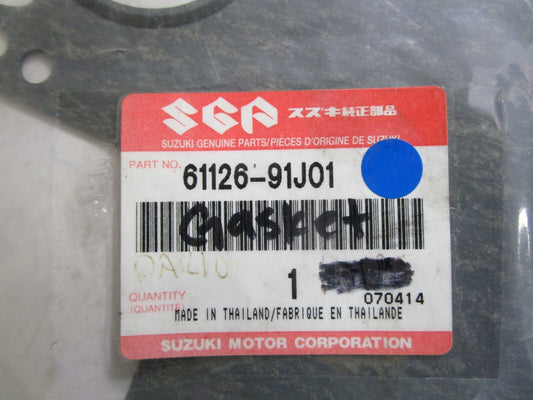 SGP スズキ純正部品
SUZUKI GENUINE PARTS/PIÈCES D'ORIGINE DE SUZUKI
PART NO. 61126-91J01
Gasket
OARIO
QUANTITY 1 070414
(QUANTITÉ)
MADE IN THAILAND/FABRIQUE EN THAILANDE
SUZUKI MOTOR CORPORATION